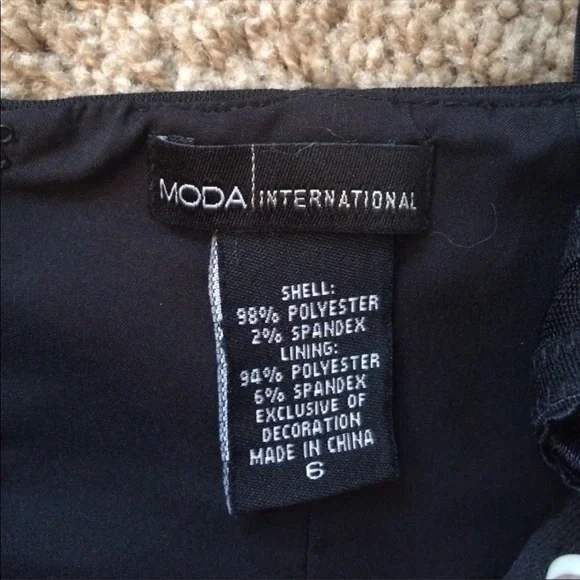 MODA INTERNATIONAL
SHELL:
98% POLYESTER
2% SPANDEX
LINING:
94% POLYESTER
6% SPANDEX
EXCLUSIVE OF
DECORATION
MADE IN CHINA
6